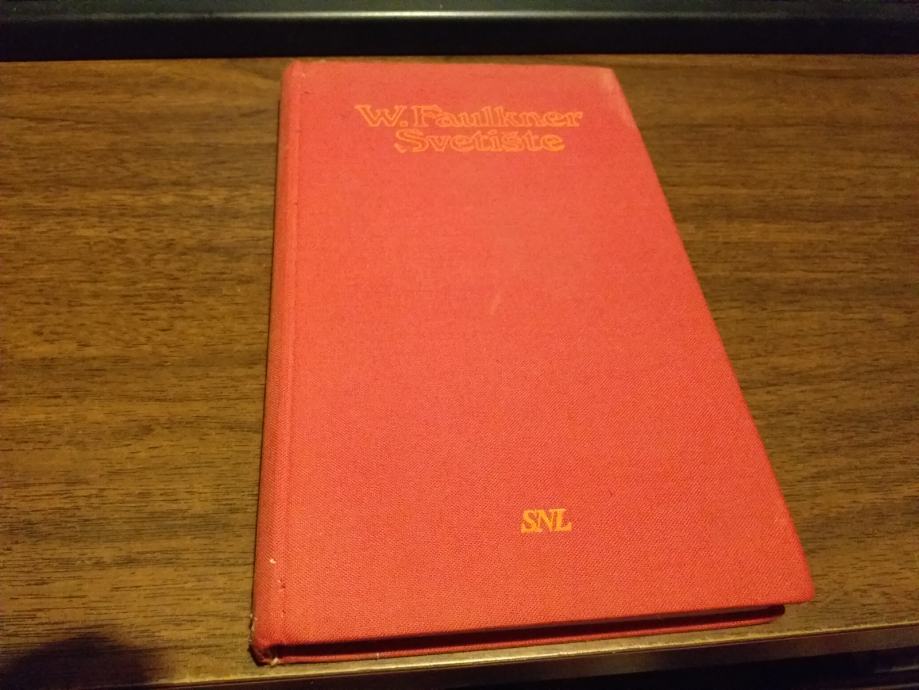 W. Faulkner
Svetište
SNL